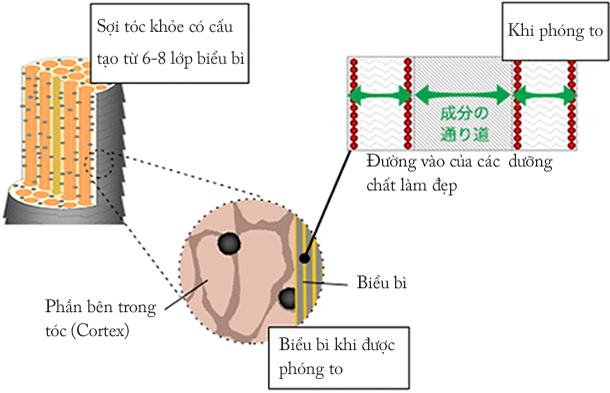 Sợi tóc khỏe có cấu
tạo từ 6-8 lớp biểu bì
Khi phóng to
成分の
通り道
Đường vào của các dưỡng
chất làm đẹp
Biểu bì
Phần bên trong
tóc (Cortex)
Biểu bì khi được
phóng to